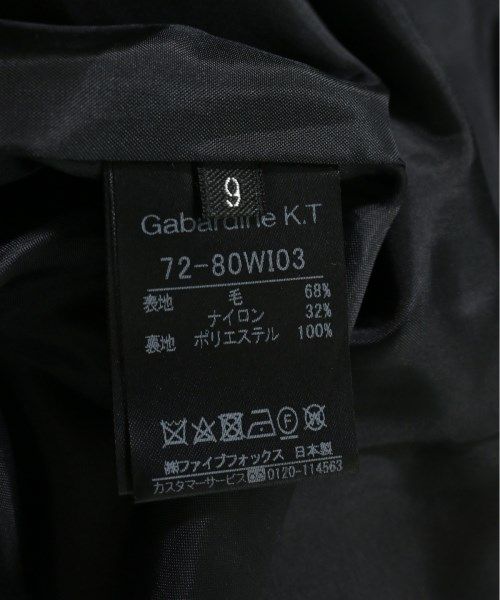 9
Gabardine K.T
72-80WI03
表地 毛 68%
ナイロン 32%
裏地 ポリエステル 100%
㈱ファイブフォックス 日本製
カスタマーサービス 0120-114563